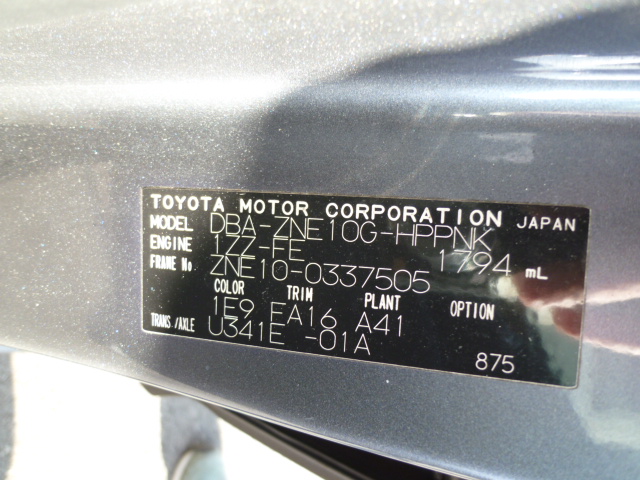 TOYOTA MOTOR CORPORATION JAPAN
MODEL DBA-ZNE10G-HPPNK
ENGINE 1ZZ-FE 1794 mL
FRAME No. ZNE10-0337505
COLOR TRIM PLANT OPTION
1E9 FA16 A41
TRANS./AXLE U341E -01A
875